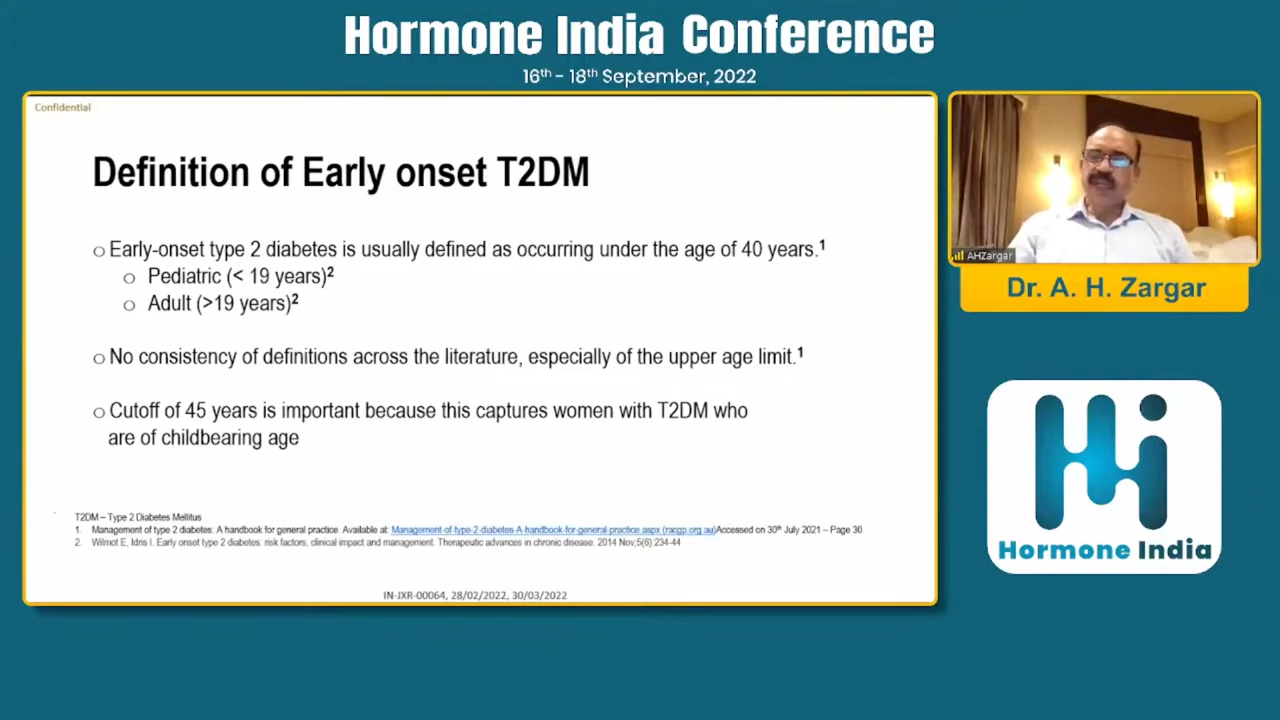 Hormone India Conference
16th - 18th September, 2022
Confidential
Definition of Early onset T2DM
○ Early-onset type 2 diabetes is usually defined as occurring under the age of 40 years.1
○ Pediatric (< 19 years)2
○ Adult (>19 years)2
○ No consistency of definitions across the literature, especially of the upper age limit.1
○ Cutoff of 45 years is important because this captures women with T2DM who
are of childbearing age
T2DM – Type 2 Diabetes Mellitus
1. Management of type 2 diabetes: A handbook for general practice. Available at: Management-of-type-2-diabetes-A-handbook-for-general-practice.aspx (racgp.org.au)Accessed on 30th July 2021 – Page 30
2. Wilmot E, Idris I. Early onset type 2 diabetes: risk factors, clinical impact and management. Therapeutic advances in chronic disease. 2014 Nov;5(6):234-44
IN-JXR-00064, 28/02/2022, 30/03/2022
AHZargar
Dr. A. H. Zargar
Hi
Hormone India